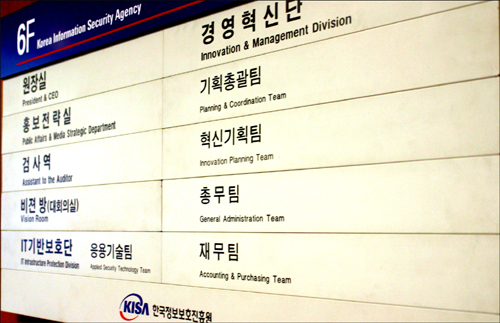 6F Korea Information Security Agency
원장실
President & CEO
홍보전략실
Public Affairs & Media Strategic Department
검사역
Assistant to the Auditor
비젼 방(대회의실)
Vision Room
IT기반보호단 응용기술팀
IT Infrastructure Protection Division Applied Security Technology Team
경영혁신단
Innovation & Management Division
기획총괄팀
Planning & Coordination Team
혁신기획팀
Innovation Planning Team
총무팀
General Administration Team
재무팀
Accounting & Purchasing Team
KISA 한국정보보호진흥원